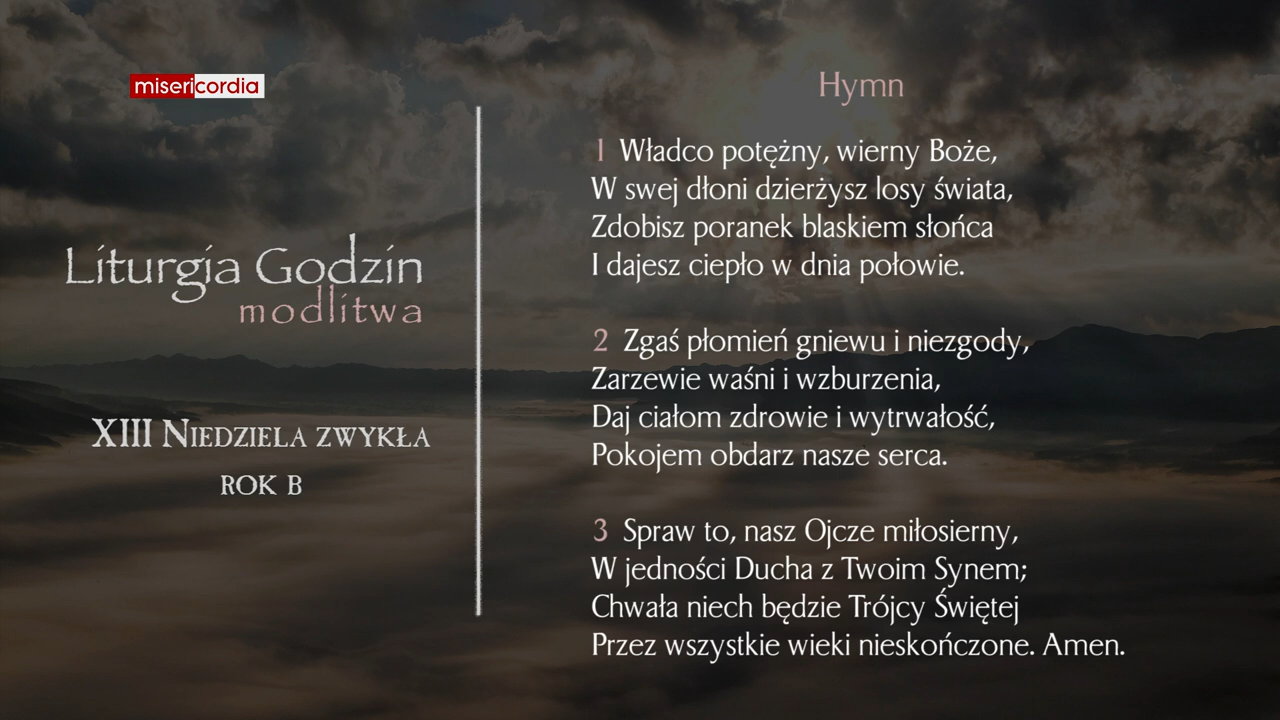 misericordia
Liturgia Godzin
modlitwa
XIII Niedziela zwykła
rok B
Hymn
1 Władco potężny, wierny Boże,
W swej dłoni dzierżysz losy świata,
Zdobisz poranek blaskiem słońca
I dajesz ciepło w dnia połowie.
2 Zgaś płomień gniewu i niezgody,
Zarzewie waśni i wzburzenia,
Daj ciałom zdrowie i wytrwałość,
Pokojem obdarz nasze serca.
3 Spraw to, nasz Ojcze miłosierny,
W jedności Ducha z Twoim Synem;
Chwała niech będzie Trójcy Świętej
Przez wszystkie wieki nieskończone. Amen.